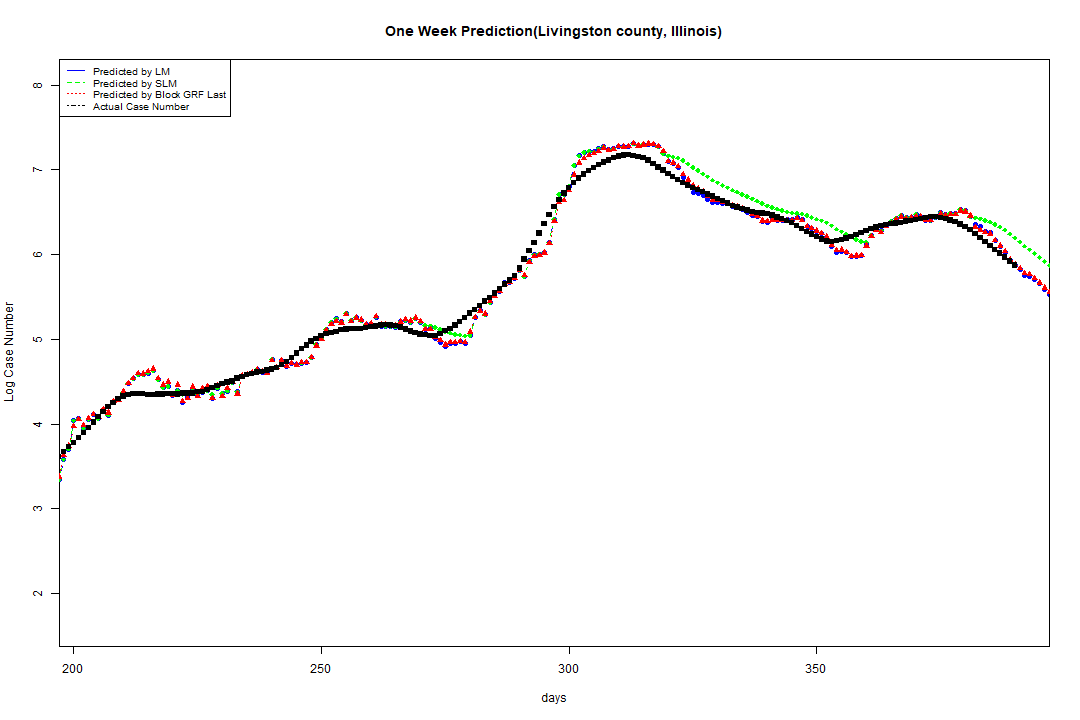 One Week Prediction(Livingston county, Illinois)
Predicted by LM
Predicted by SLM
Predicted by Block GRF Last
Actual Case Number
8
7
6
5
4
3
2
Log Case Number
200 250 300 350
days